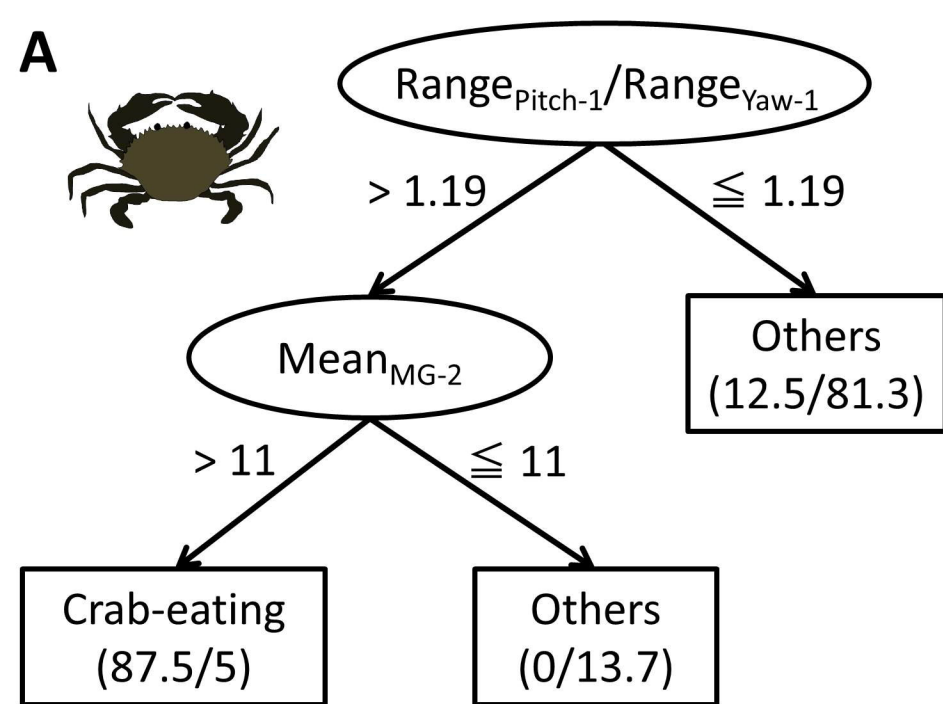 A
Range_Pitch-1/Range_Yaw-1
> 1.19
≦ 1.19
Mean_MG-2
Others
(12.5/81.3)
> 11
≦ 11
Crab-eating
(87.5/5)
Others
(0/13.7)